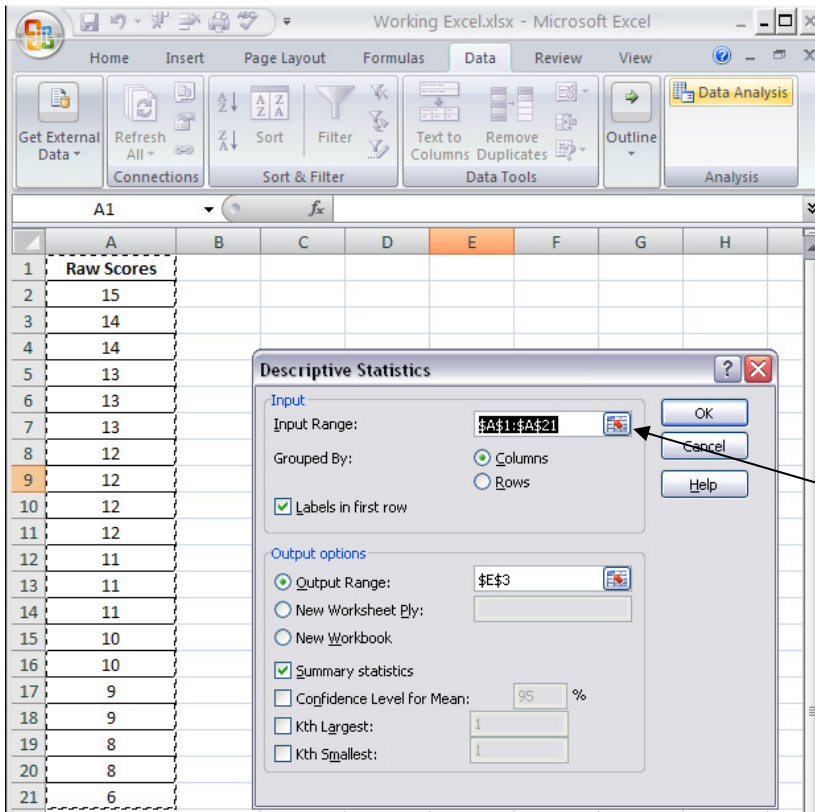 Working Excel.xlsx - Microsoft Excel
Home Insert Page Layout Formulas Data Review View
Get External Data
Refresh All
Connections
Sort
Filter
Sort & Filter
Text to Columns
Remove Duplicates
Data Tools
Outline
Data Analysis
Analysis
A1
fx
A B C D E F G H
1 Raw Scores
2 15
3 14
4 14
5 13
6 13
7 13
8 12
9 12
10 12
11 12
12 11
13 11
14 11
15 10
16 10
17 9
18 9
19 8
20 8
21 6
Descriptive Statistics
Input
Input Range: $A$1:$A$21
Grouped By: Columns
Rows
Labels in first row
OK
Cancel
Help
Output options
Output Range: $E$3
New Worksheet Ply:
New Workbook
Summary statistics
Confidence Level for Mean: 95 %
Kth Largest: 1
Kth Smallest: 1